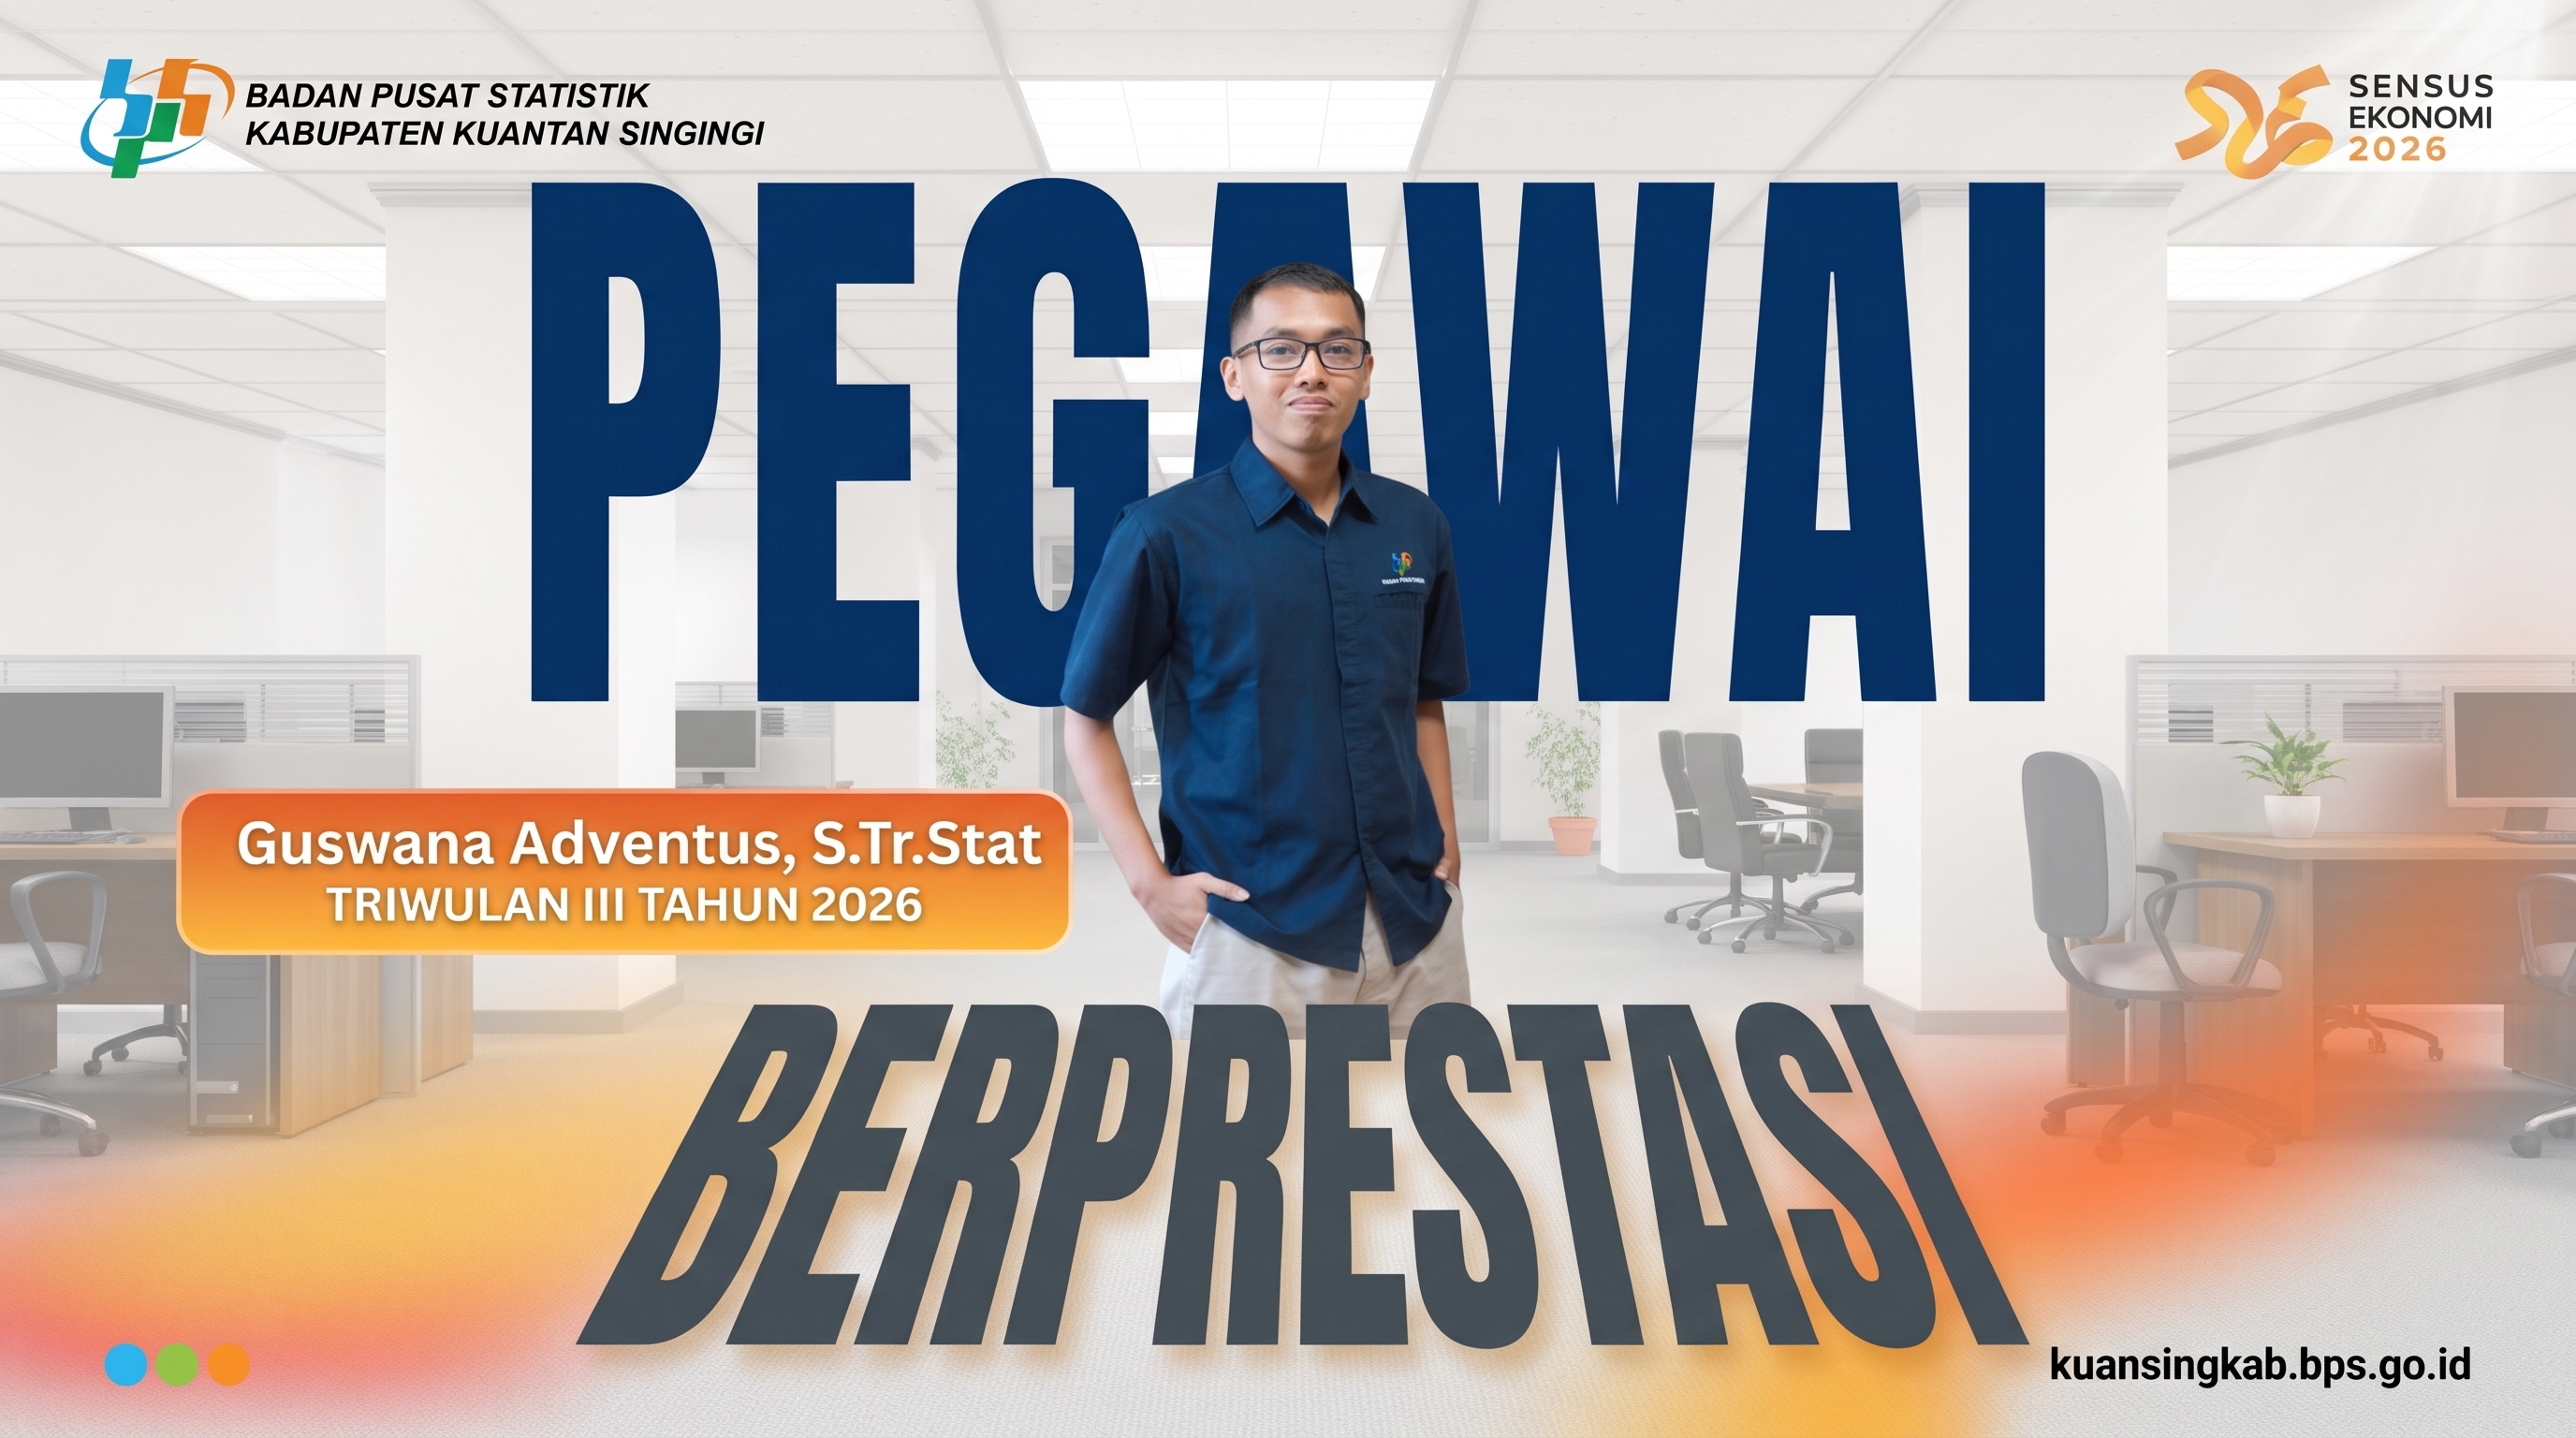 BADAN PUSAT STATISTIK
KABUPATEN KUANTAN SINGINGI
SENSUS
EKONOMI
2026
PEGAWAI
Guswana Adventus, S.Tr.Stat
TRIWULAN III TAHUN 2026
BERPRESTASI
kuansingkab.bps.go.id